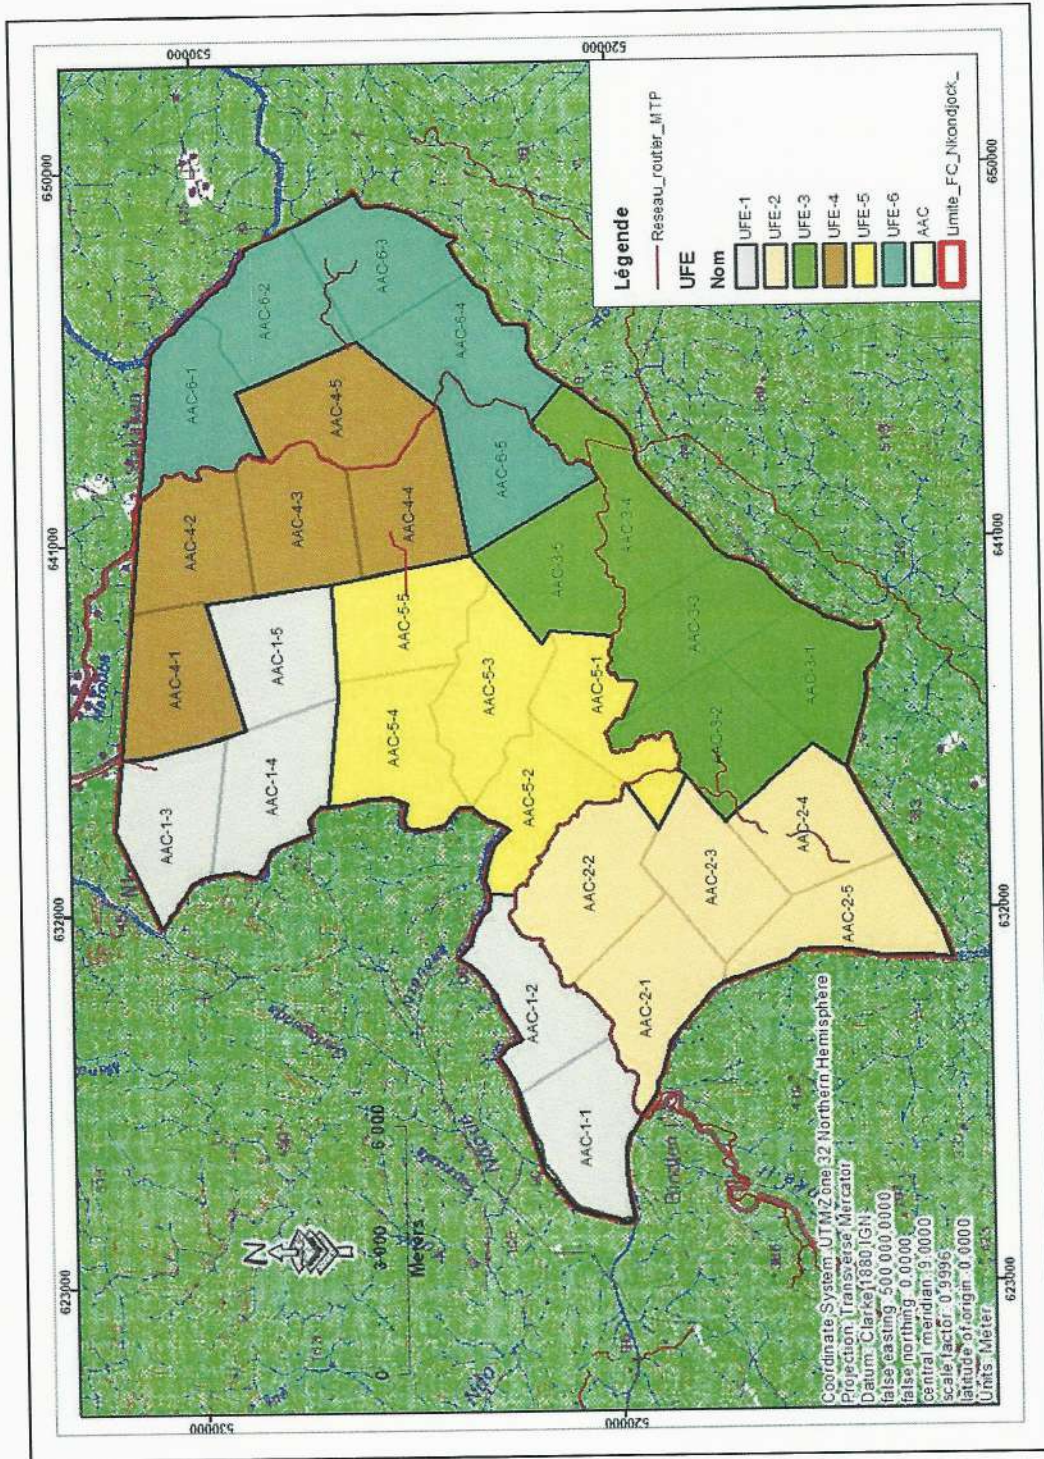 623000
632000
641000
650000
530000
530000
520000
520000
N
0
3 000
6 000
Meters
AAC-1-3
AAC-4-1
AAC-4-2
AAC-6-1
AAC-6-2
AAC-1-4
AAC-1-5
AAC-4-3
AAC-4-5
AAC-6-3
AAC-5-4
AAC-5-5
AAC-4-4
AAC-6-4
AAC-1-2
AAC-5-2
AAC-5-3
AAC-6-5
AAC-1-1
AAC-2-2
AAC-5-1
AAC-3-5
AAC-3-4
AAC-2-1
AAC-2-3
AAC-3-2
AAC-3-3
AAC-2-4
AAC-3-1
AAC-2-5
Légende
Reseau_routier_MTP
UFE
Nom
UFE-1
UFE-2
UFE-3
UFE-4
UFE-5
UFE-6
AAC
Limite_FC_Nkondjock_
Coordinate System: UTM Zone 32 Northern Hemisphere
Projection: Transverse Mercator
Datum: Clarke 1880 IGN
false easting: 500 000,0000
false northing: 0,0000
central meridian: 9,0000
scale factor: 0,9996
latitude of origin: 0,0000
Units: Meter
623000
632000
641000
650000